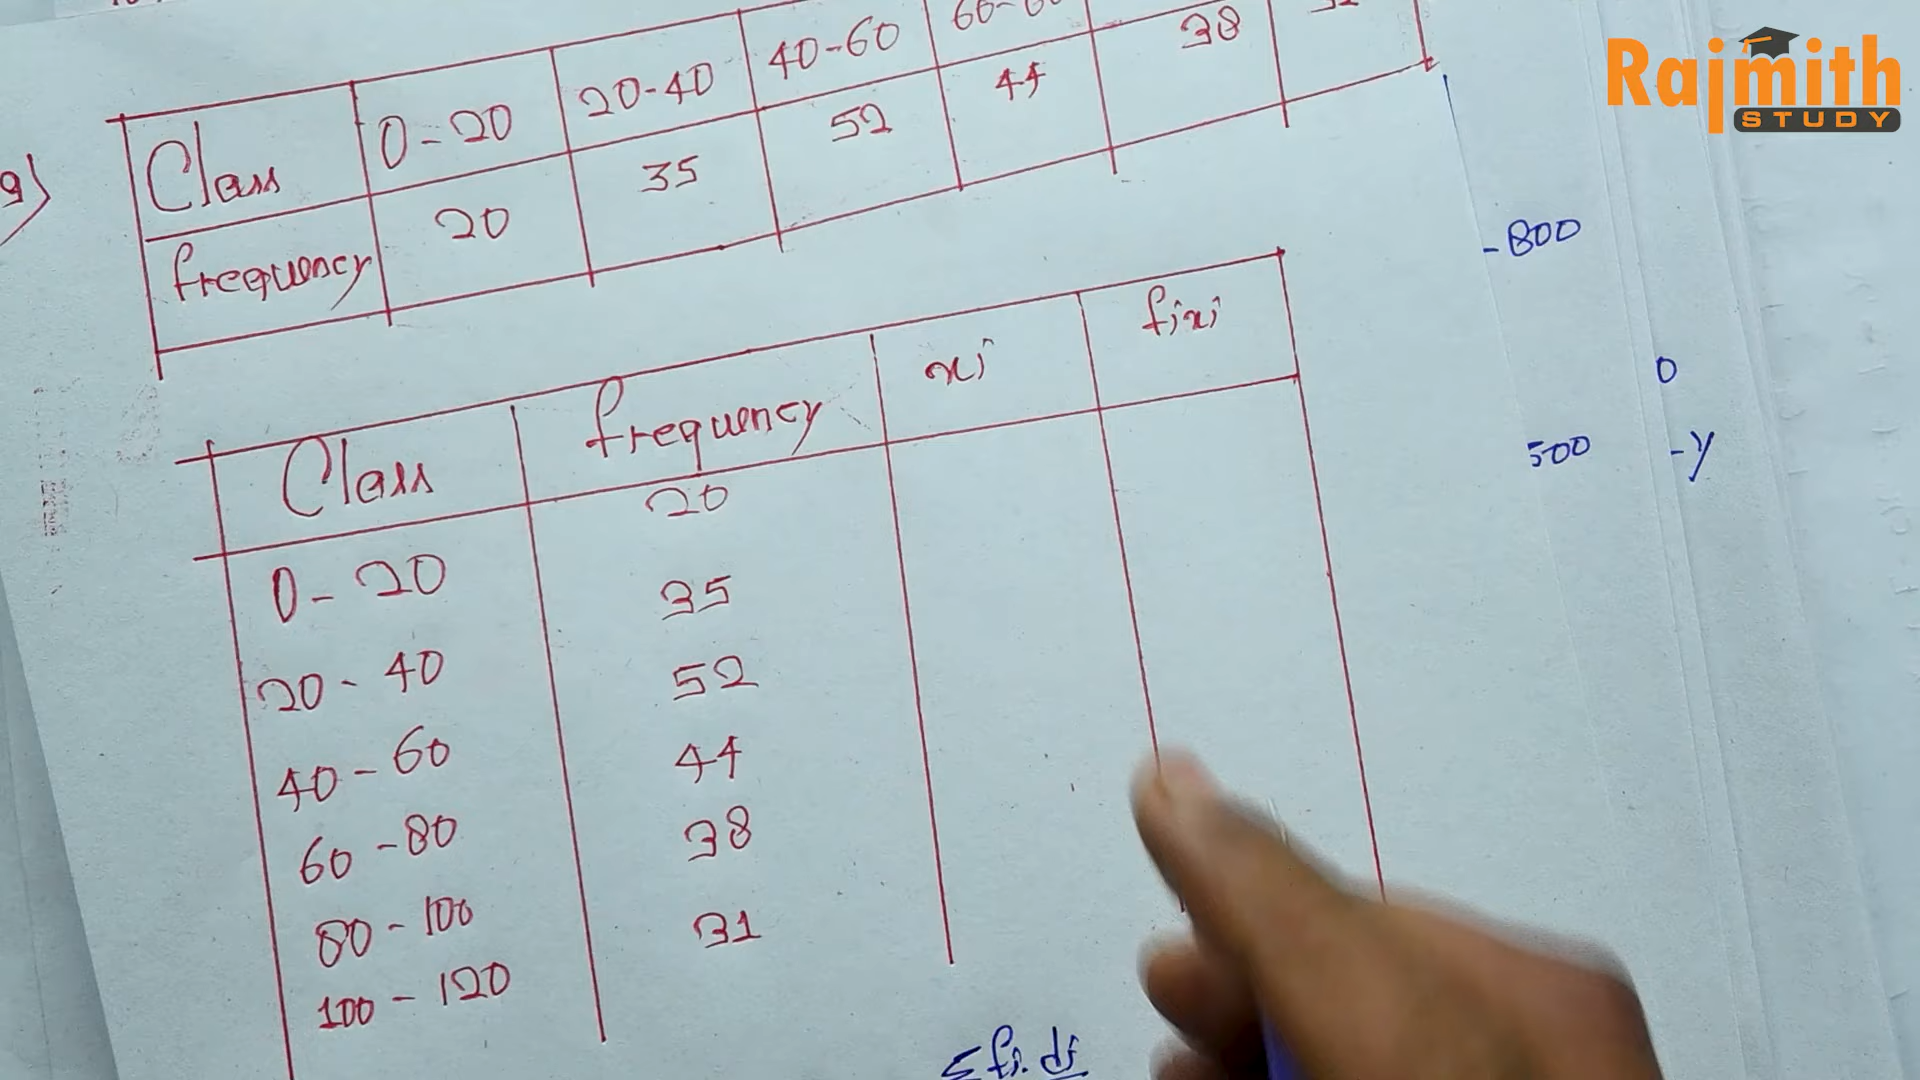 Rajmith
STUDY
9)
Class 0-20 20-40 40-60
frequency 20 35 52 44 38
-800
0
500 -y
Class frequency xi fixi
0-20 20
20-40 35
40-60 52
60-80 44
80-100 38
100-120 31
Σfi.di